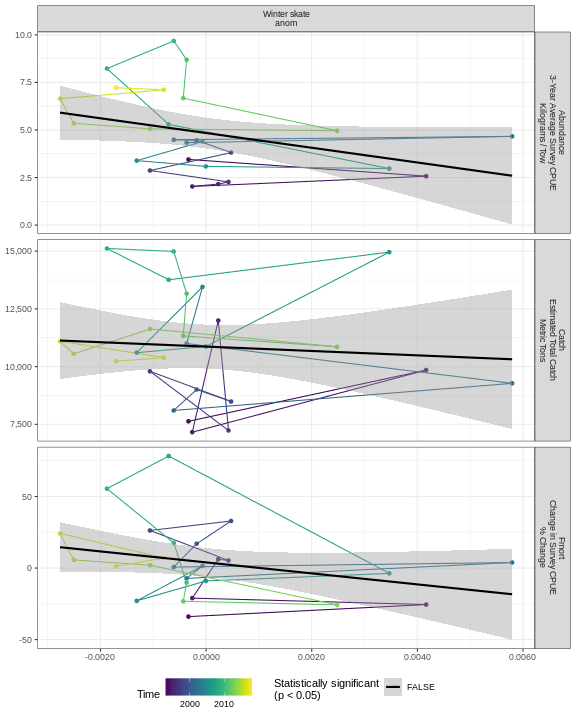 Winter skate
anom
10.0
7.5
5.0
2.5
0.0
Abundance
3-Year Average Survey CPUE
Kilograms / Tow
15,000
12,500
10,000
7,500
Catch
Estimated Total Catch
Metric Tons
50
0
-50
Fmort
Change in Survey CPUE
% Change
-0.0020
0.0000
0.0020
0.0040
0.0060
Time
2000
2010
Statistically significant
(p < 0.05)
FALSE